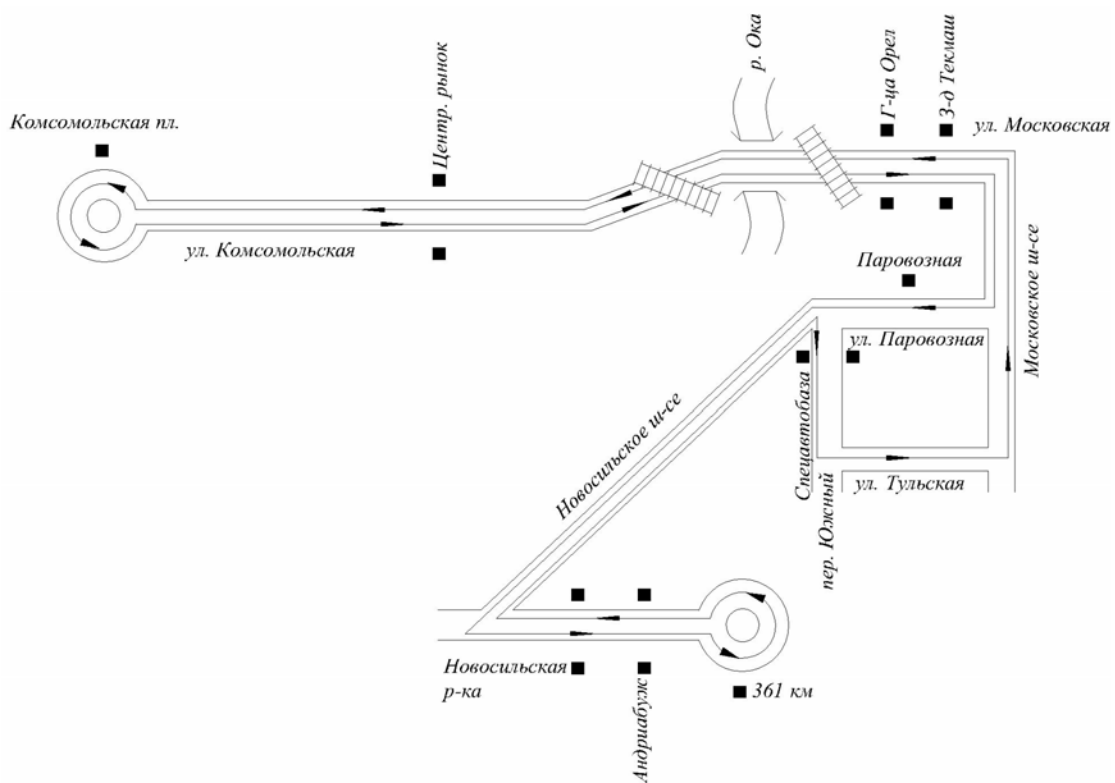 Комсомольская пл.
Центр. рынок
р. Ока
Г-ца Орел
З-д Текмаш
ул. Московская
ул. Комсомольская
Паровозная
Московское ш-се
ул. Паровозная
Спецавтобаза
Новосильское ш-се
пер. Южный
ул. Тульская
Новосильская
р-ка
Андриабуж
361 км